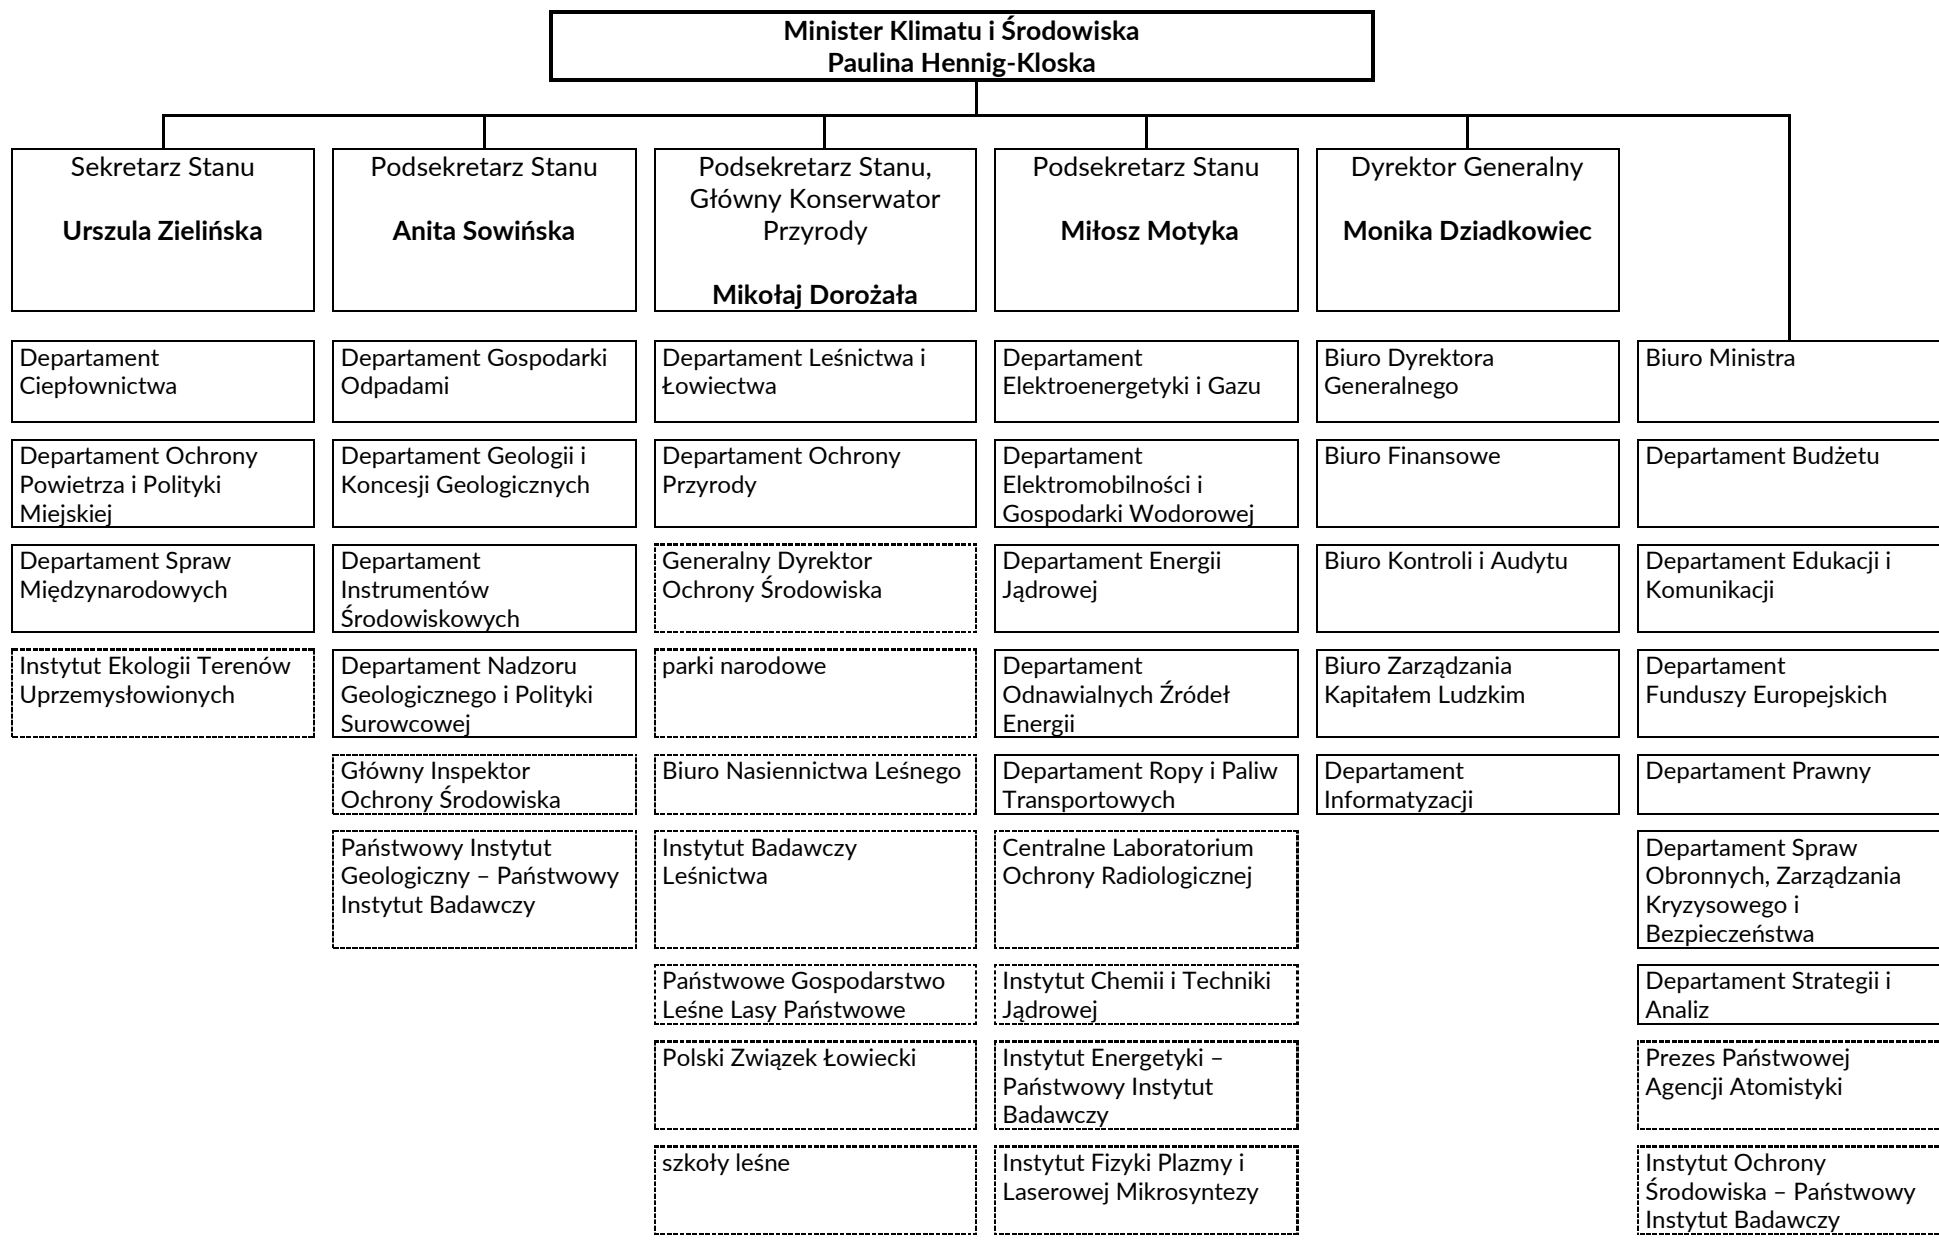 Minister Klimatu i Środowiska
Paulina Hennig-Kloska
Sekretarz Stanu
Urszula Zielińska
Podsekretarz Stanu
Anita Sowińska
Podsekretarz Stanu,
Główny Konserwator
Przyrody
Mikołaj Dorożała
Podsekretarz Stanu
Miłosz Motyka
Dyrektor Generalny
Monika Dziadkowiec
Departament
Ciepłownictwa
Departament Gospodarki
Odpadami
Departament Leśnictwa i
Łowiectwa
Departament
Elektroenergetyki i Gazu
Biuro Dyrektora
Generalnego
Biuro Ministra
Departament Ochrony
Powietrza i Polityki
Miejskiej
Departament Geologii i
Koncesji Geologicznych
Departament Ochrony
Przyrody
Departament
Elektromobilności i
Gospodarki Wodorowej
Biuro Finansowe
Departament Budżetu
Departament Spraw
Międzynarodowych
Departament
Instrumentów
Środowiskowych
Generalny Dyrektor
Ochrony Środowiska
Departament Energii
Jądrowej
Biuro Kontroli i Audytu
Departament Edukacji i
Komunikacji
Instytut Ekologii Terenów
Uprzemysłowionych
Departament Nadzoru
Geologicznego i Polityki
Surowcowej
parki narodowe
Departament
Odnawialnych Źródeł
Energii
Biuro Zarządzania
Kapitałem Ludzkim
Departament
Funduszy Europejskich
Główny Inspektor
Ochrony Środowiska
Biuro Nasiennictwa Leśnego
Departament Ropy i Paliw
Transportowych
Departament
Informatyzacji
Departament Prawny
Państwowy Instytut
Geologiczny – Państwowy
Instytut Badawczy
Instytut Badawczy
Leśnictwa
Centralne Laboratorium
Ochrony Radiologicznej
Departament Spraw
Obronnych, Zarządzania
Kryzysowego i
Bezpieczeństwa
Państwowe Gospodarstwo
Leśne Lasy Państwowe
Instytut Chemii i Techniki
Jądrowej
Departament Strategii i
Analiz
Polski Związek Łowiecki
Instytut Energetyki –
Państwowy Instytut
Badawczy
Prezes Państwowej
Agencji Atomistyki
szkoły leśne
Instytut Fizyki Plazmy i
Laserowej Mikrosyntezy
Instytut Ochrony
Środowiska – Państwowy
Instytut Badawczy